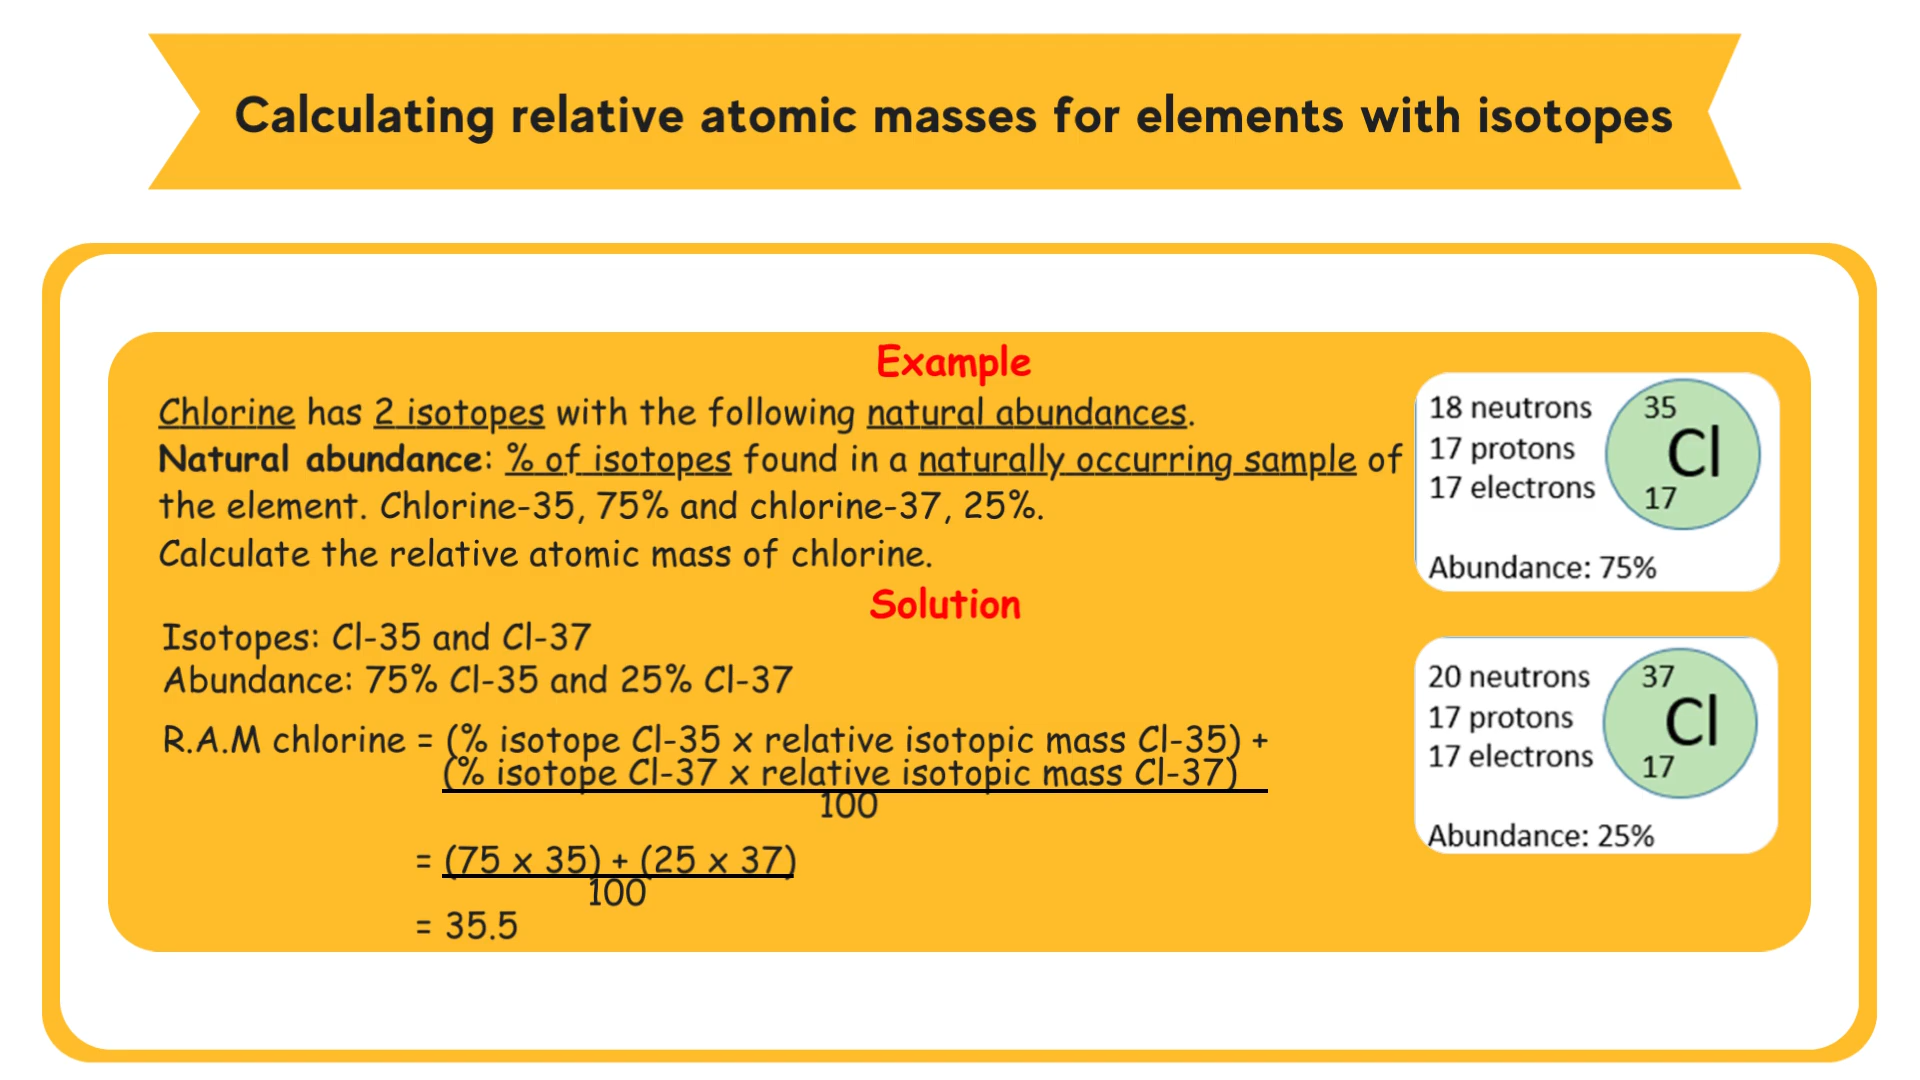 Calculating relative atomic masses for elements with isotopes
Example
Chlorine has 2 isotopes with the following natural abundances.
Natural abundance: % of isotopes found in a naturally occurring sample of
the element. Chlorine-35, 75% and chlorine-37, 25%.
Calculate the relative atomic mass of chlorine.
Solution
Isotopes: Cl-35 and Cl-37
Abundance: 75% Cl-35 and 25% Cl-37
R.A.M chlorine = (% isotope Cl-35 x relative isotopic mass Cl-35) +
(% isotope Cl-37 x relative isotopic mass Cl-37)
100
= (75 x 35) + (25 x 37)
100
= 35.5
18 neutrons
17 protons
17 electrons
35
Cl
17
Abundance: 75%
20 neutrons
17 protons
17 electrons
37
Cl
17
Abundance: 25%